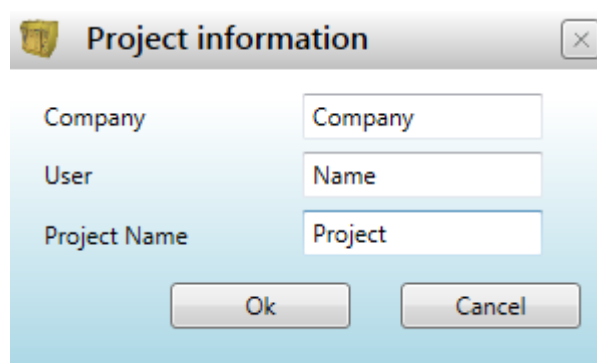 Project information
Company Company
User Name
Project Name Project
Ok Cancel